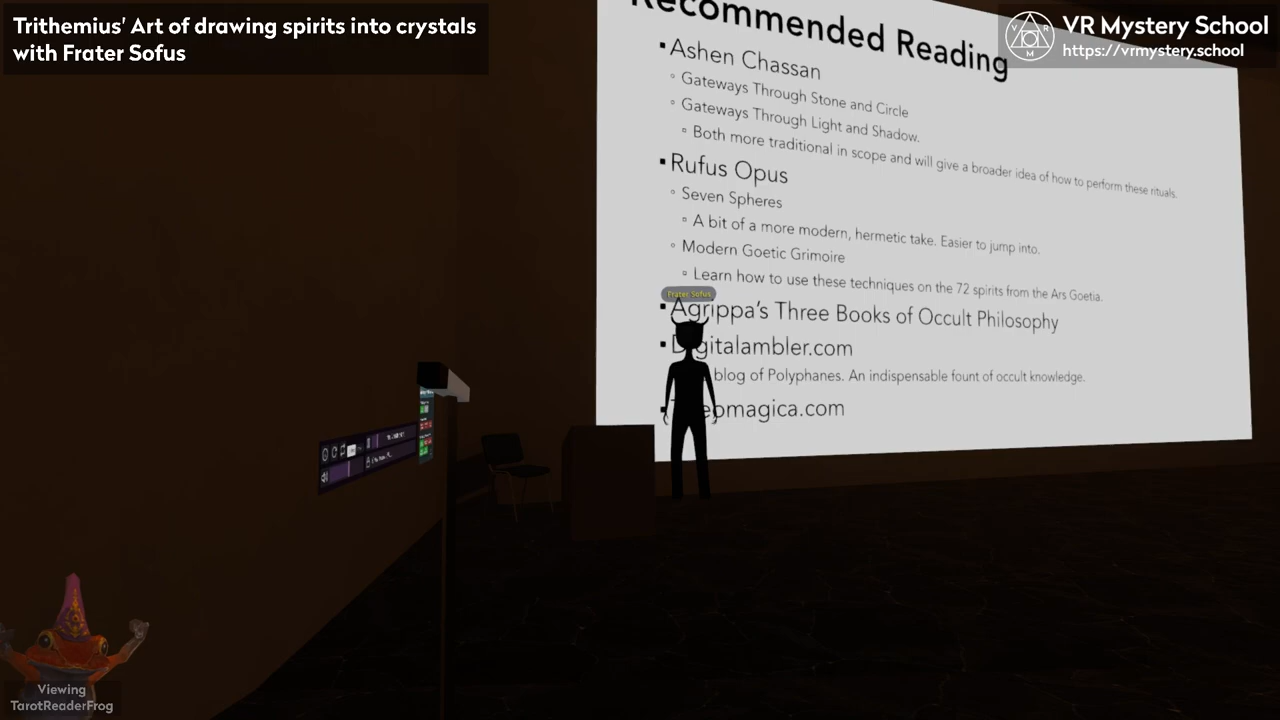 Trithemius' Art of drawing spirits into crystals
with Frater Sofus
VR Mystery School
https://vrmystery.school
V R
M
Recommended Reading
▪Ashen Chassan
▫ Gateways Through Stone and Circle
▫ Gateways Through Light and Shadow.
▫ Both more traditional in scope and will give a broader idea of how to perform these rituals.
▪Rufus Opus
▫ Seven Spheres
▫ A bit of a more modern, hermetic take. Easier to jump into.
▫ Modern Goetic Grimoire
▫ Learn how to use these techniques on the 72 spirits from the Ars Goetia.
Frater Sofus
▪Agrippa's Three Books of Occult Philosophy
▪Digitalambler.com
blog of Polyphanes. An indispensable fount of occult knowledge.
Viewing
TarotReaderFrog